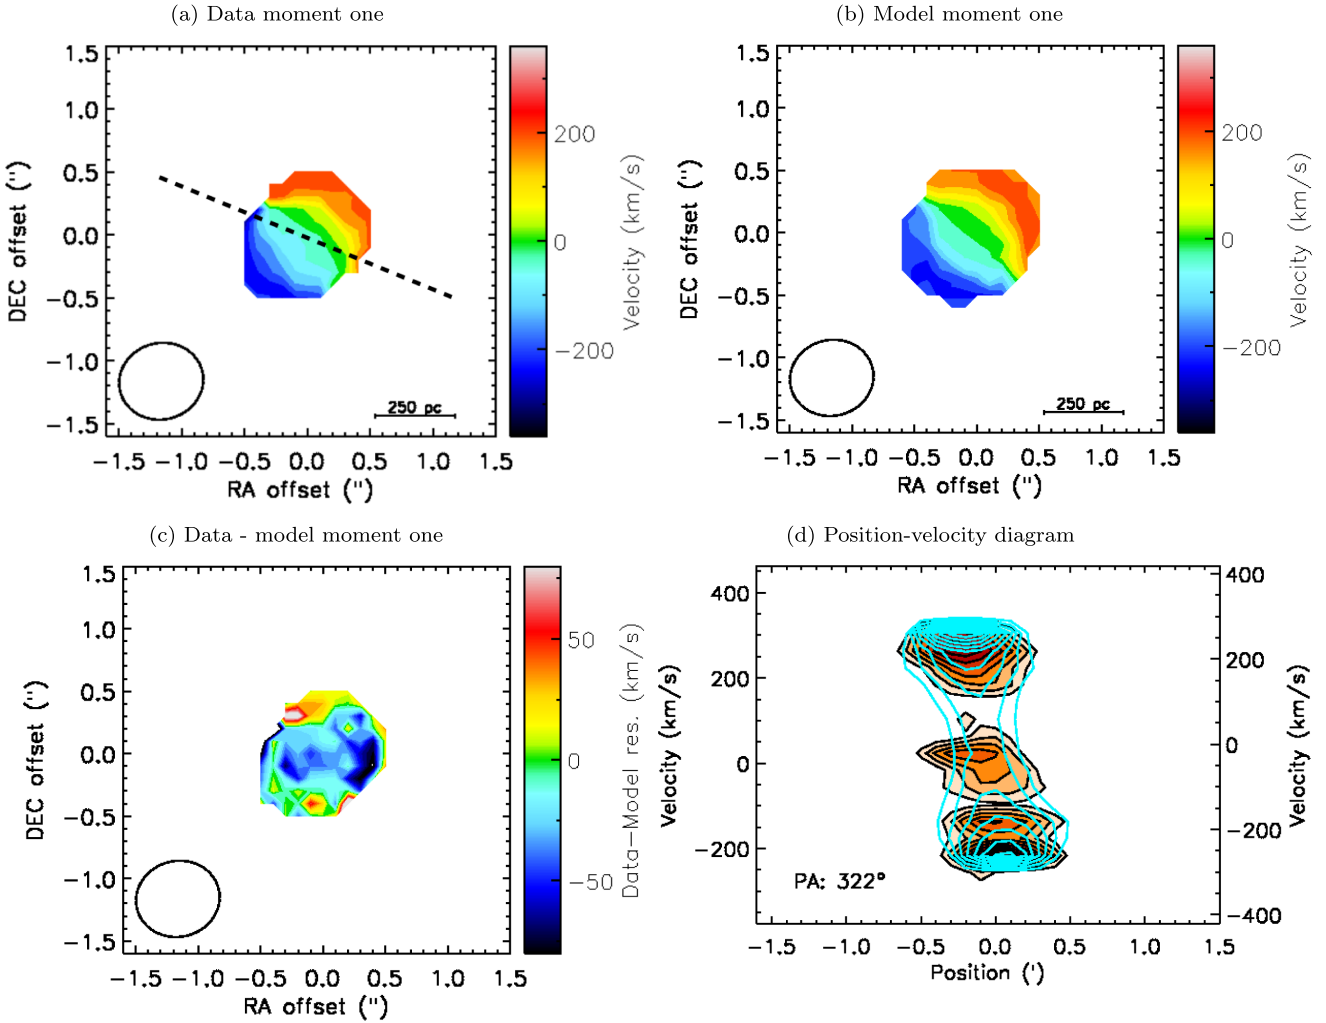 (a) Data moment one
1.5
1.0
0.5
0.0
−0.5
−1.0
−1.5
DEC offset (")
−1.5 −1.0 −0.5 0.0 0.5 1.0 1.5
RA offset (")
250 pc
200
0
−200
Velocity (km/s)
(b) Model moment one
1.5
1.0
0.5
0.0
−0.5
−1.0
−1.5
DEC offset (")
−1.5 −1.0 −0.5 0.0 0.5 1.0 1.5
RA offset (")
250 pc
200
0
−200
Velocity (km/s)
(c) Data - model moment one
1.5
1.0
0.5
0.0
−0.5
−1.0
−1.5
DEC offset (")
−1.5 −1.0 −0.5 0.0 0.5 1.0 1.5
RA offset (")
50
0
−50
Data−Model res. (km/s)
(d) Position-velocity diagram
400
200
0
−200
Velocity (km/s)
PA: 322°
−1.5 −1.0 −0.5 0.0 0.5 1.0 1.5
Position (')
400
200
0
−200
−400
Velocity (km/s)